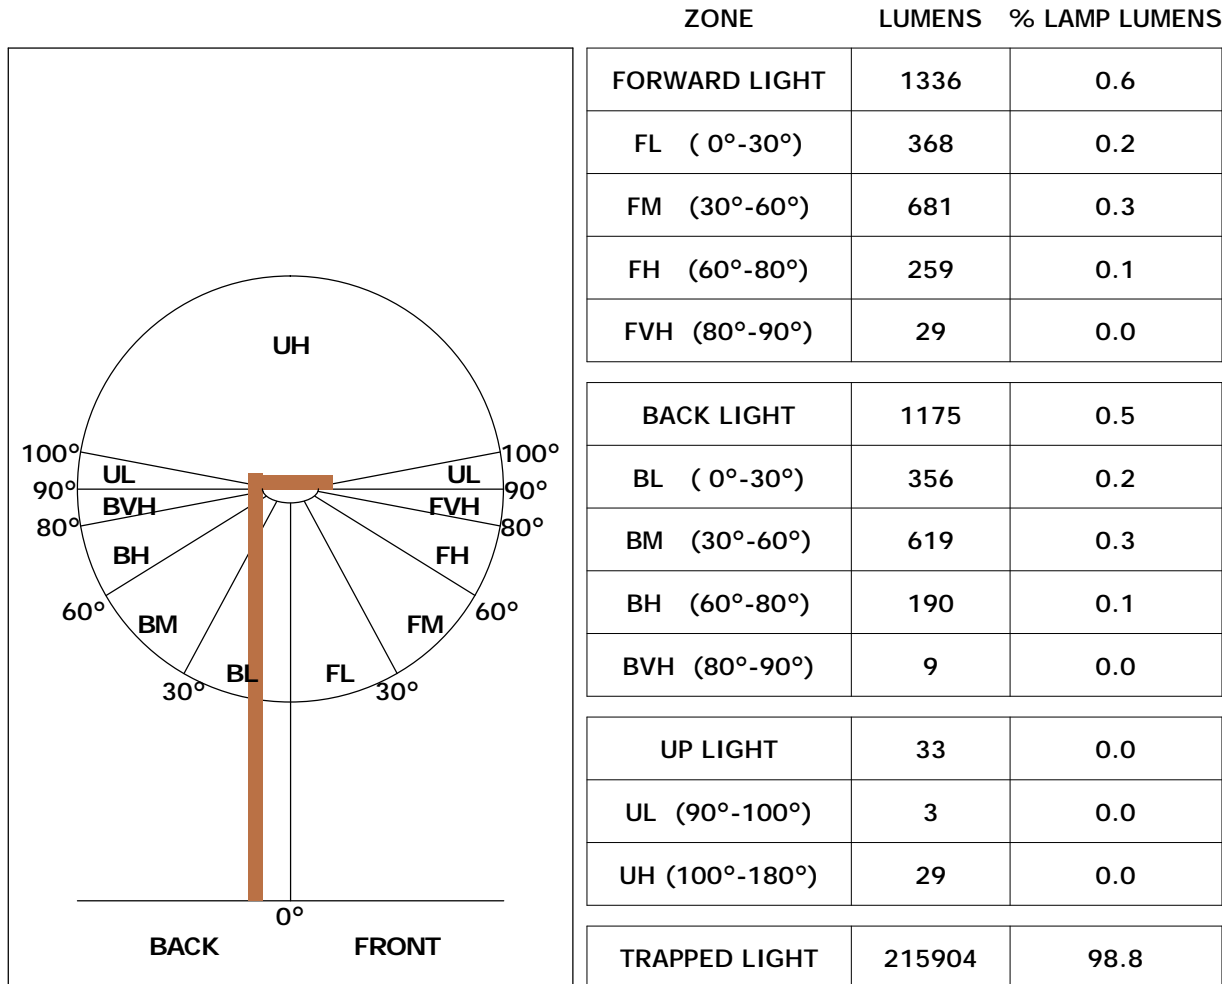 ZONE LUMENS % LAMP LUMENS
FORWARD LIGHT 1336 0.6
FL ( 0°-30°) 368 0.2
FM (30°-60°) 681 0.3
FH (60°-80°) 259 0.1
FVH (80°-90°) 29 0.0
BACK LIGHT 1175 0.5
BL ( 0°-30°) 356 0.2
BM (30°-60°) 619 0.3
BH (60°-80°) 190 0.1
BVH (80°-90°) 9 0.0
UP LIGHT 33 0.0
UL (90°-100°) 3 0.0
UH (100°-180°) 29 0.0
TRAPPED LIGHT 215904 98.8
UH
100° 100°
UL UL
90° 90°
BVH FVH
80° 80°
BH FH
60° 60°
BM FM
BL FL
30° 30°
0°
BACK FRONT